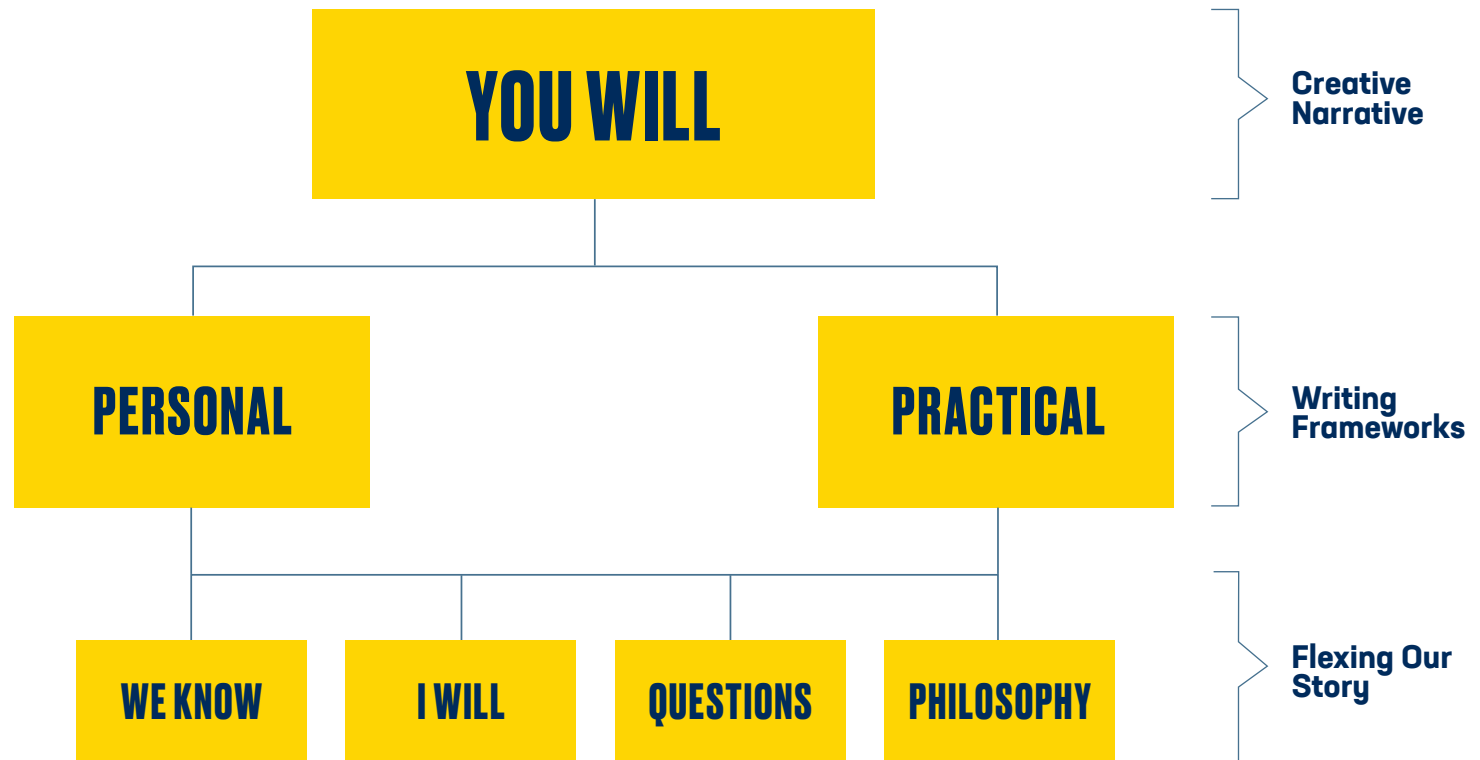 YOU WILL
Creative
Narrative
PERSONAL
PRACTICAL
Writing
Frameworks
WE KNOW
I WILL
QUESTIONS
PHILOSOPHY
Flexing Our
Story